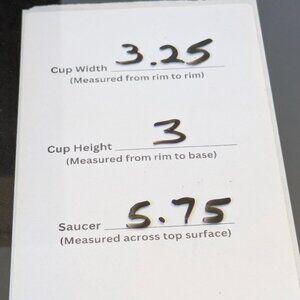 Cup Width 3.25
(Measured from rim to rim)
Cup Height 3
(Measured from rim to base)
Saucer 5.75
(Measured across top surface)